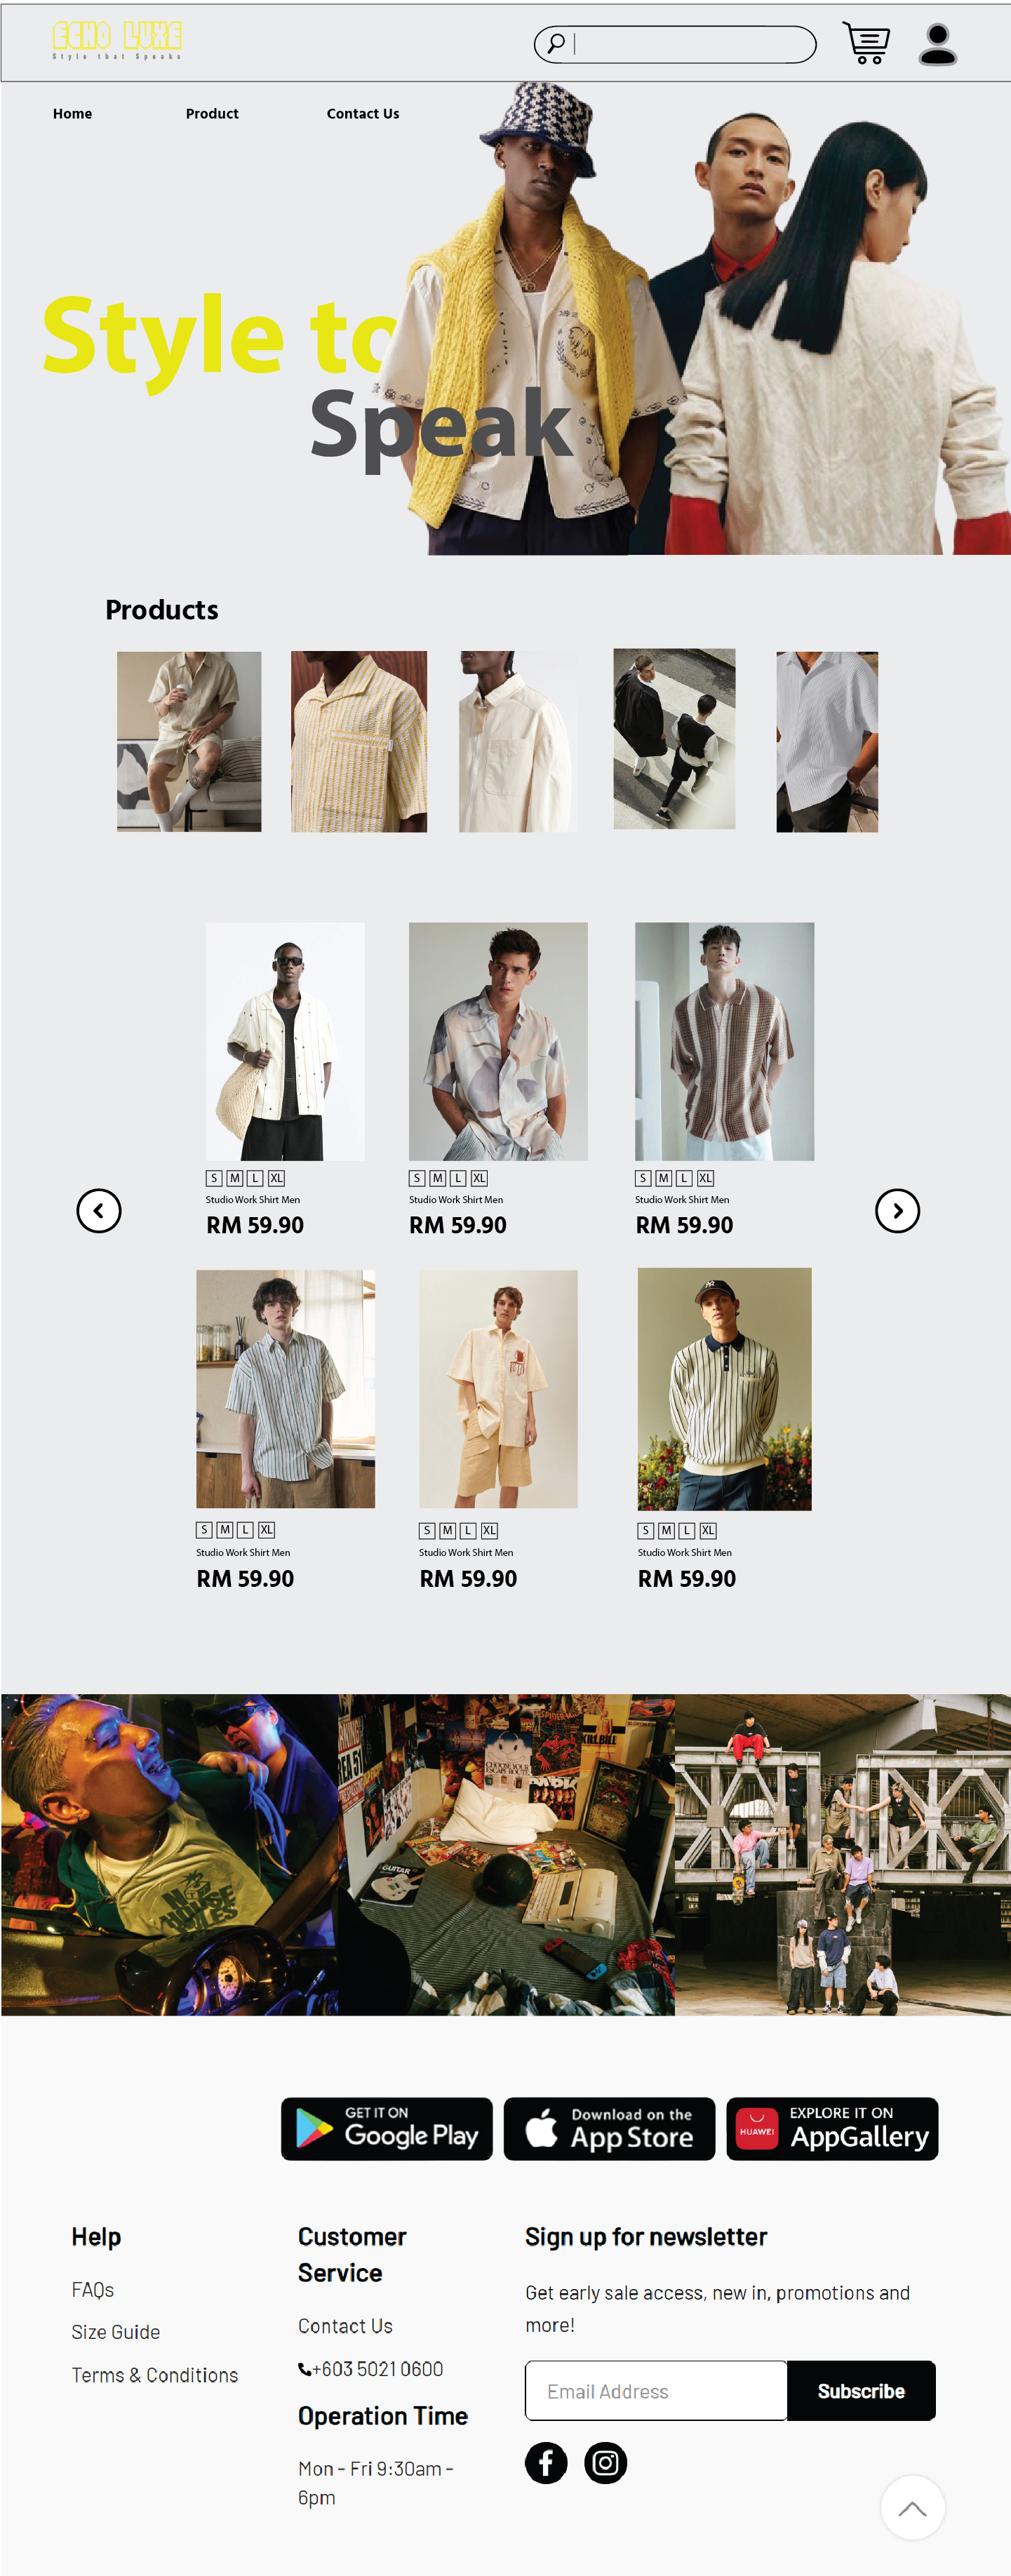 ECHO LUXE
Style that Speaks
Home
Product
Contact Us
Style to
Speak
Products
S M L XL
Studio Work Shirt Men
RM 59.90
S M L XL
Studio Work Shirt Men
RM 59.90
S M L XL
Studio Work Shirt Men
RM 59.90
S M L XL
Studio Work Shirt Men
RM 59.90
S M L XL
Studio Work Shirt Men
RM 59.90
S M L XL
Studio Work Shirt Men
RM 59.90
SPIDER-MAN
KILL BILL
GUITAR
GET IT ON
Google Play
Download on the
App Store
HUAWEI
EXPLORE IT ON
AppGallery
Help
FAQs
Size Guide
Terms & Conditions
Customer
Service
Contact Us
+603 5021 0600
Operation Time
Mon - Fri 9:30am -
6pm
Sign up for newsletter
Get early sale access, new in, promotions and
more!
Email Address
Subscribe